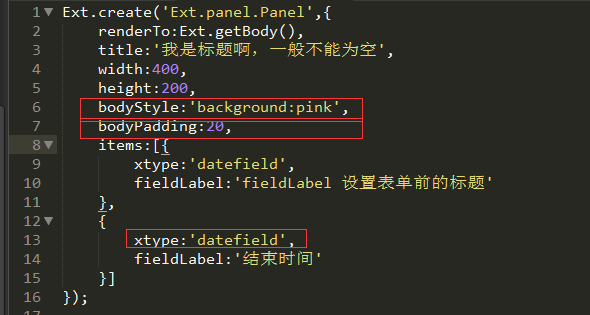 1 Ext.create('Ext.panel.Panel',{
2 renderTo:Ext.getBody(),
3 title:'我是标题啊，一般不能为空',
4 width:400,
5 height:200,
6 bodyStyle:'background:pink',
7 bodyPadding:20,
8 items:[{
9 xtype:'datefield',
10 fieldLabel:'fieldLabel 设置表单前的标题'
11 },
12 {
13 xtype:'datefield',
14 fieldLabel:'结束时间'
15 }]
16 });